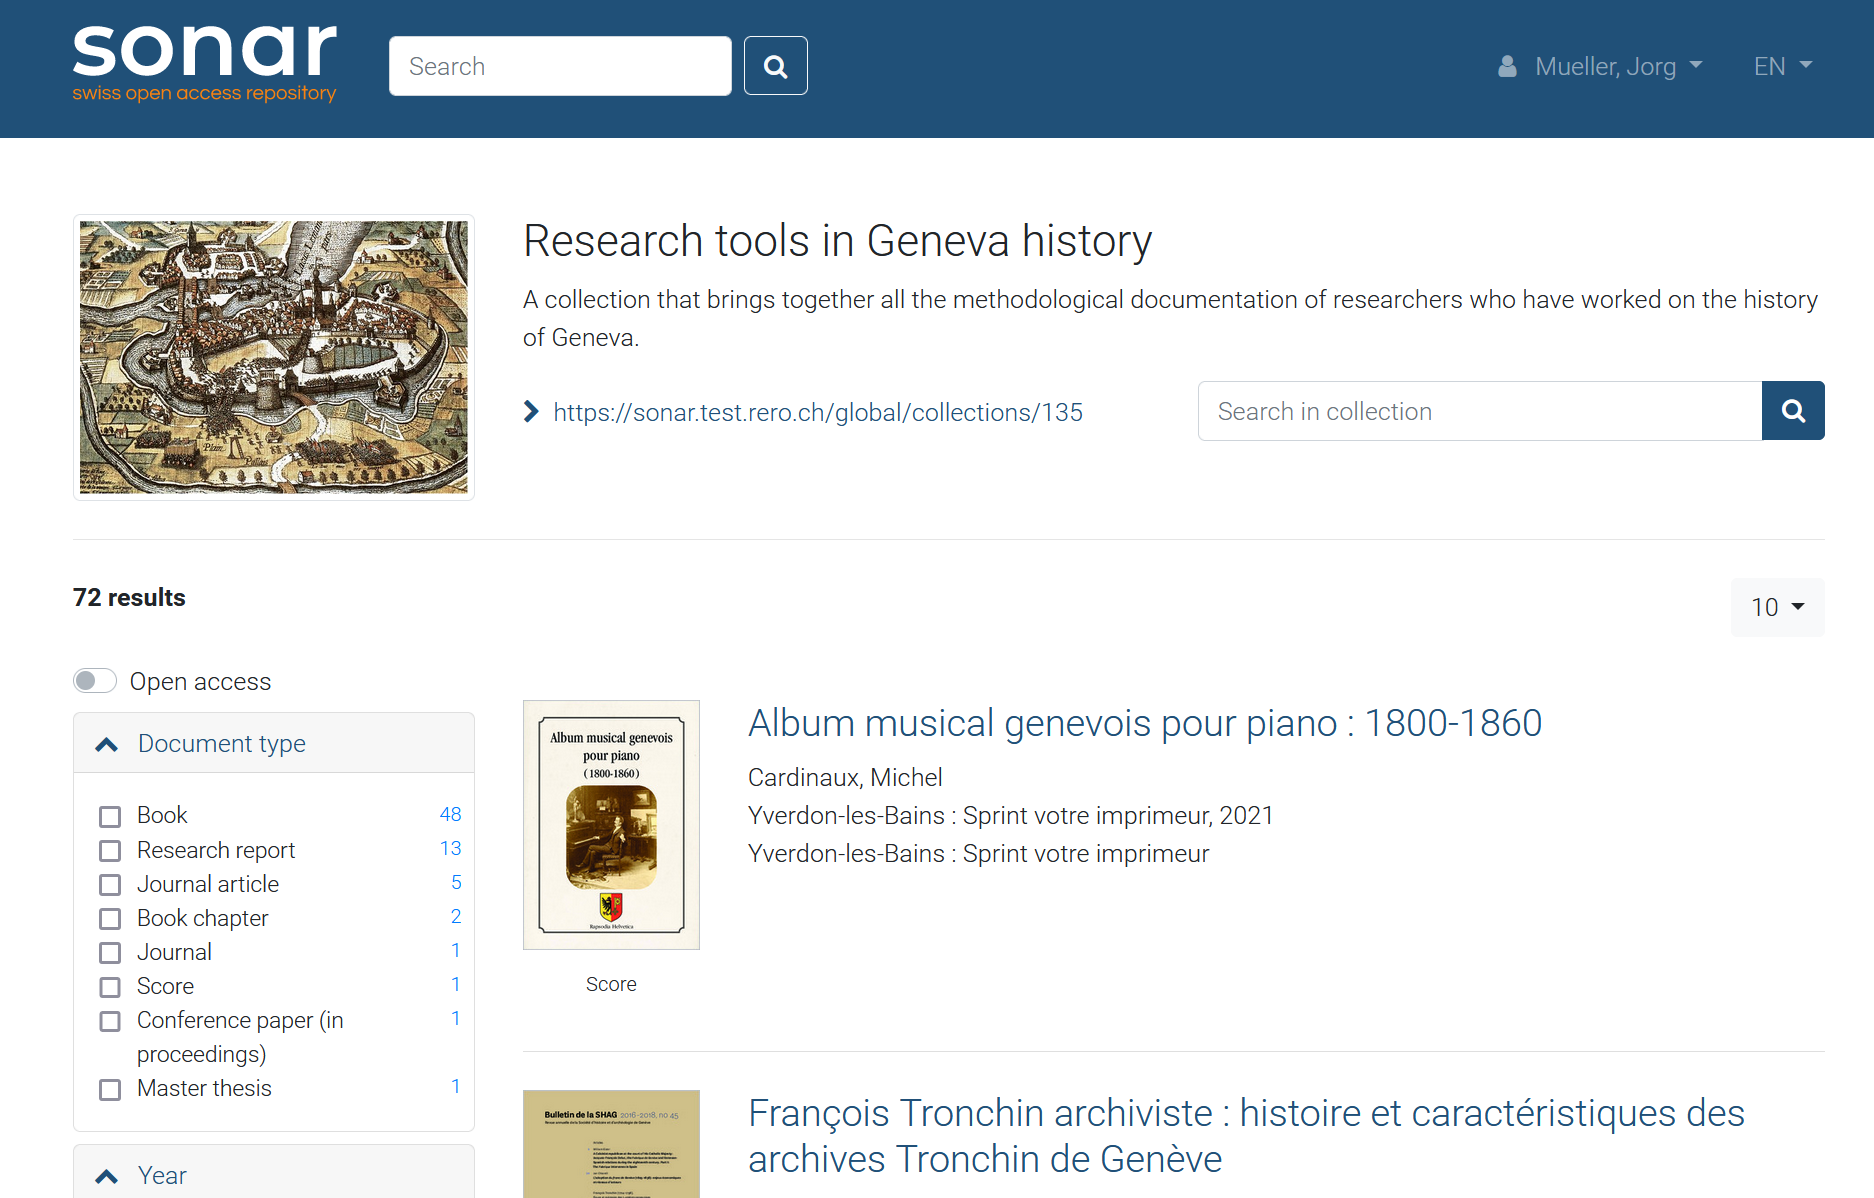 sonar
swiss open access repository
Search
Mueller, Jorg
EN
Research tools in Geneva history
A collection that brings together all the methodological documentation of researchers who have worked on the history
of Geneva.
https://sonar.test.rero.ch/global/collections/135
Search in collection
72 results
10
Open access
Document type
Book 48
Research report 13
Journal article 5
Book chapter 2
Journal 1
Score 1
Conference paper (in 1
proceedings)
Master thesis 1
Year
Album musical genevois
pour piano
(1800-1860)
Rapsodia Helvetica
Score
Album musical genevois pour piano : 1800-1860
Cardinaux, Michel
Yverdon-les-Bains : Sprint votre imprimeur, 2021
Yverdon-les-Bains : Sprint votre imprimeur
Bulletin de la SHAG 2016-2018, no 45
François Tronchin archiviste : histoire et caractéristiques des
archives Tronchin de Genève